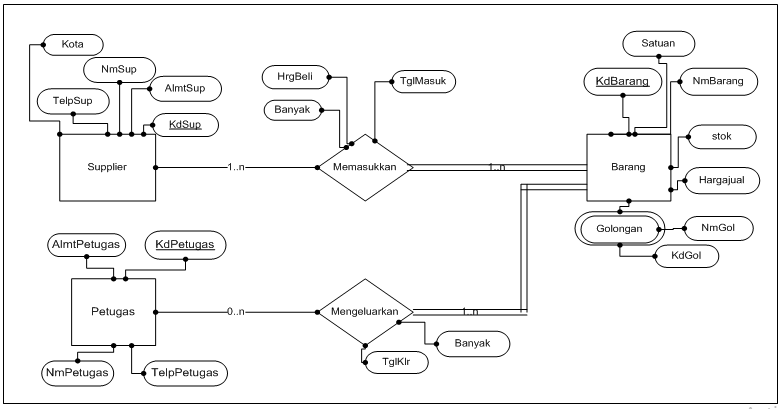 Kota
Satuan
NmSup
HrgBeli
TglMasuk
KdBarang
NmBarang
AlmtSup
TelpSup
Banyak
KdSup
stok
Supplier
1..n
Memasukkan
1..n
Barang
Hargajual
Golongan
NmGol
AlmtPetugas
KdPetugas
KdGol
Petugas
0..n
Mengeluarkan
1..n
Banyak
TglKlr
NmPetugas
TelpPetugas